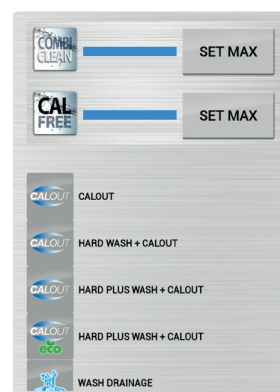 COMBI
CLEAN
SET MAX
CAL
FREE
SET MAX
CALOUT CALOUT
CALOUT HARD WASH + CALOUT
CALOUT HARD PLUS WASH + CALOUT
CALOUT
eco HARD PLUS WASH + CALOUT
WASH DRAINAGE